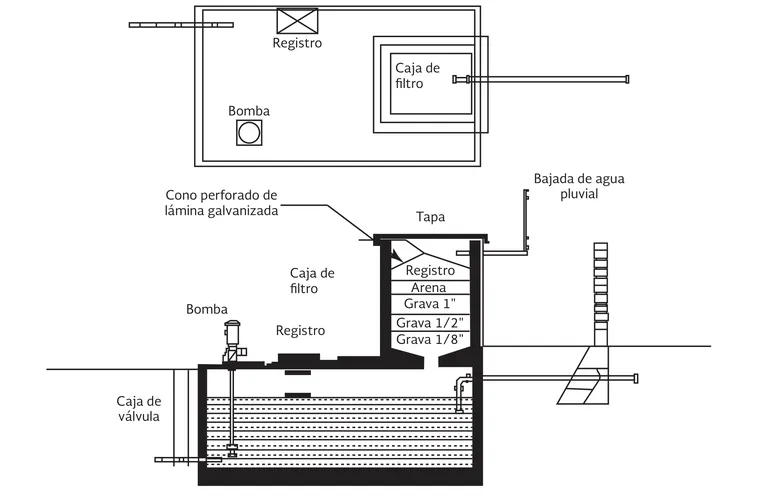 Registro
Caja de
filtro
Bomba
Bajada de agua
pluvial
Cono perforado de
lámina galvanizada
Tapa
Caja de
filtro
Registro
Arena
Grava 1"
Grava 1/2"
Grava 1/8"
Bomba
Registro
Caja de
válvula